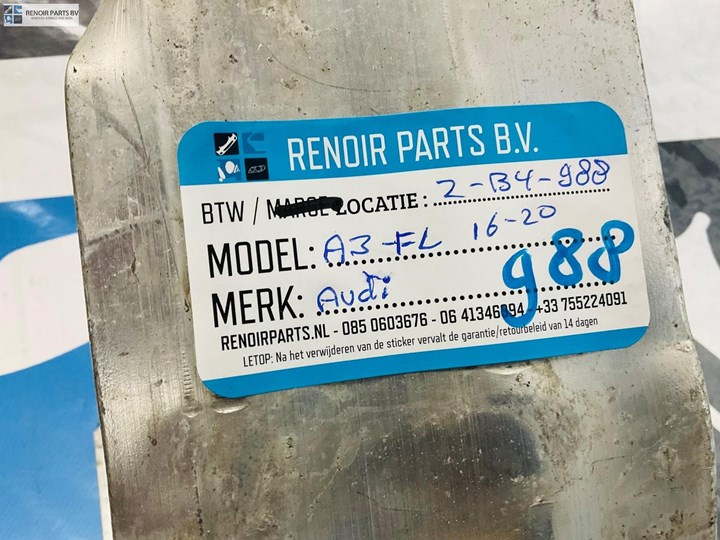 RENOIR PARTS BV
RENOIR PARTS B.V.
BTW / MARGE LOCATIE: 2-B4-988
MODEL: A3-FL 16-20
MERK: Audi 988
RENOIRPARTS.NL - 085 0603676 - 06 41346894 - +33 755224091
LETOP: Na het verwijderen van de sticker vervalt de garantie/retourbeleid van 14 dagen